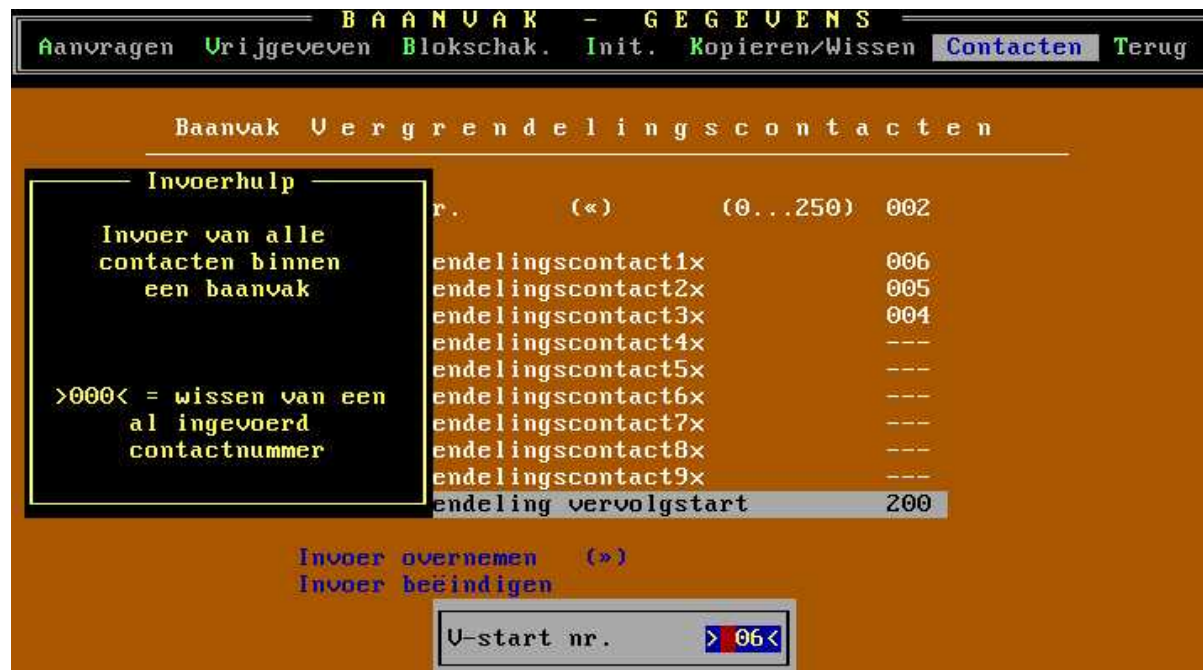 BAANVAK - GEGEVENS
Aanvragen Vrijgeveven Blokschak. Init. Kopieren/Wissen Contacten Terug
Baanvak Vergrendelingscontacten
Invoerhulp
Invoer van alle
contacten binnen
een baanvak
>000< = wissen van een
al ingevoerd
contactnummer
r. («) (0...250) 002
endelingscontact1x 006
endelingscontact2x 005
endelingscontact3x 004
endelingscontact4x ---
endelingscontact5x ---
endelingscontact6x ---
endelingscontact7x ---
endelingscontact8x ---
endelingscontact9x ---
endeling vervolgstart 200
Invoer overnemen (»)
Invoer beëindigen
V-start nr. > 06<